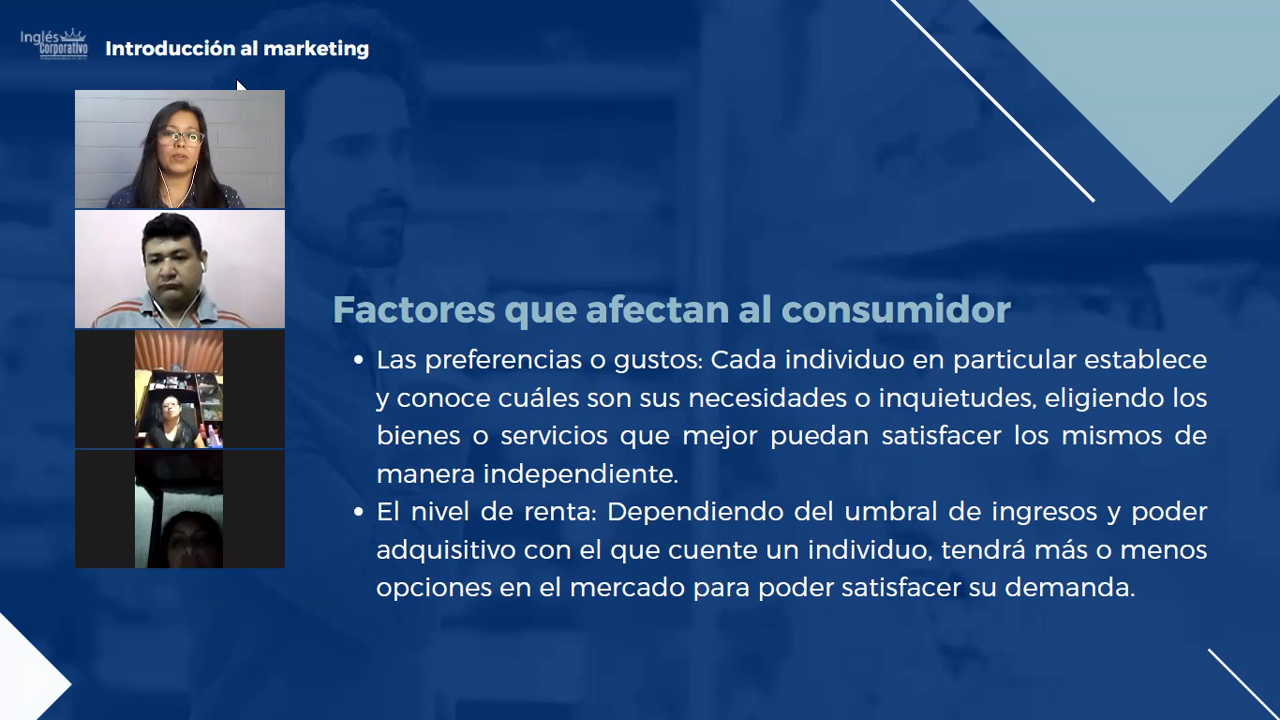 Inglés
Corporativo
Introducción al marketing
Factores que afectan al consumidor
• Las preferencias o gustos: Cada individuo en particular establece
y conoce cuáles son sus necesidades o inquietudes, eligiendo los
bienes o servicios que mejor puedan satisfacer los mismos de
manera independiente.
• El nivel de renta: Dependiendo del umbral de ingresos y poder
adquisitivo con el que cuente un individuo, tendrá más o menos
opciones en el mercado para poder satisfacer su demanda.